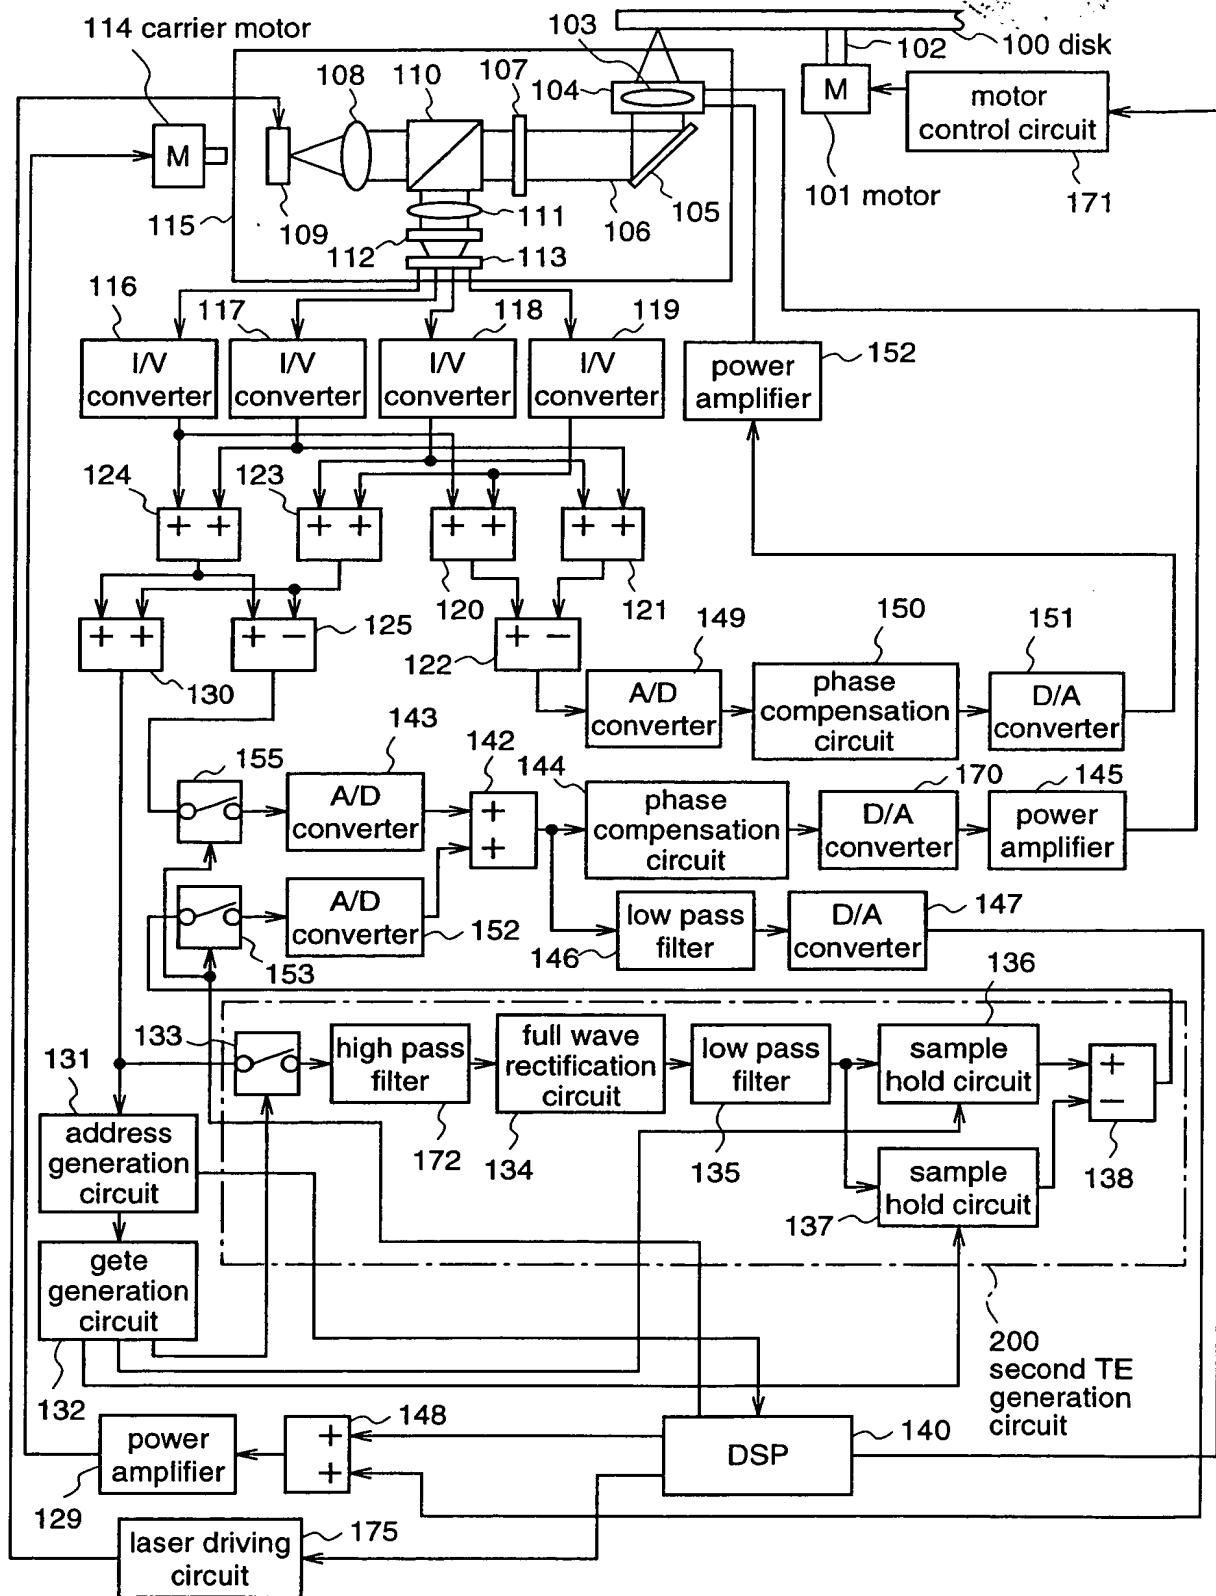 114 carrier motor
103
102
100 disk
108
110
107
104
M
motor
control circuit
M
101 motor
171
115
109
111
112
113
106
105
116
117
118
119
I/V
converter
I/V
converter
I/V
converter
I/V
converter
power
amplifier
152
124
123
+ +
+ +
+ +
+ +
120
121
+ +
+ −
125
+ −
122
130
149
150
151
A/D
converter
phase
compensation
circuit
D/A
converter
155
143
142
144
170
145
A/D
converter
+
+
phase
compensation
circuit
D/A
converter
power
amplifier
A/D
converter
152
153
low pass
filter
146
D/A
converter
147
136
133
131
high pass
filter
full wave
rectification
circuit
low pass
filter
sample
hold circuit
+
−
address
generation
circuit
172
134
135
sample
hold circuit
138
137
gete
generation
circuit
132
200
second TE
generation
circuit
148
power
amplifier
+
+
DSP
140
129
laser driving
circuit
175